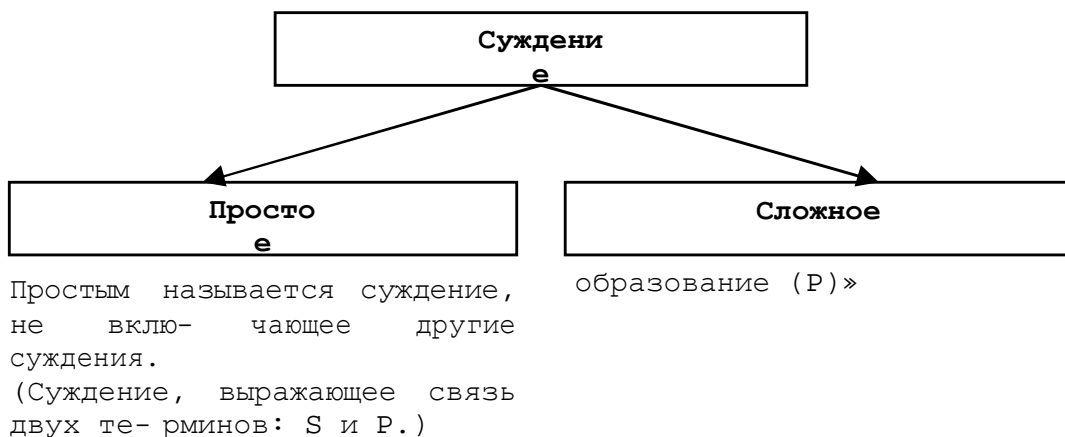 Суждени
е
Просто
е
Сложное
Простым называется суждение,
не вклю- чающее другие
суждения.
(Суждение, выражающее связь
двух те- рминов: S и P.)
образование (P)»